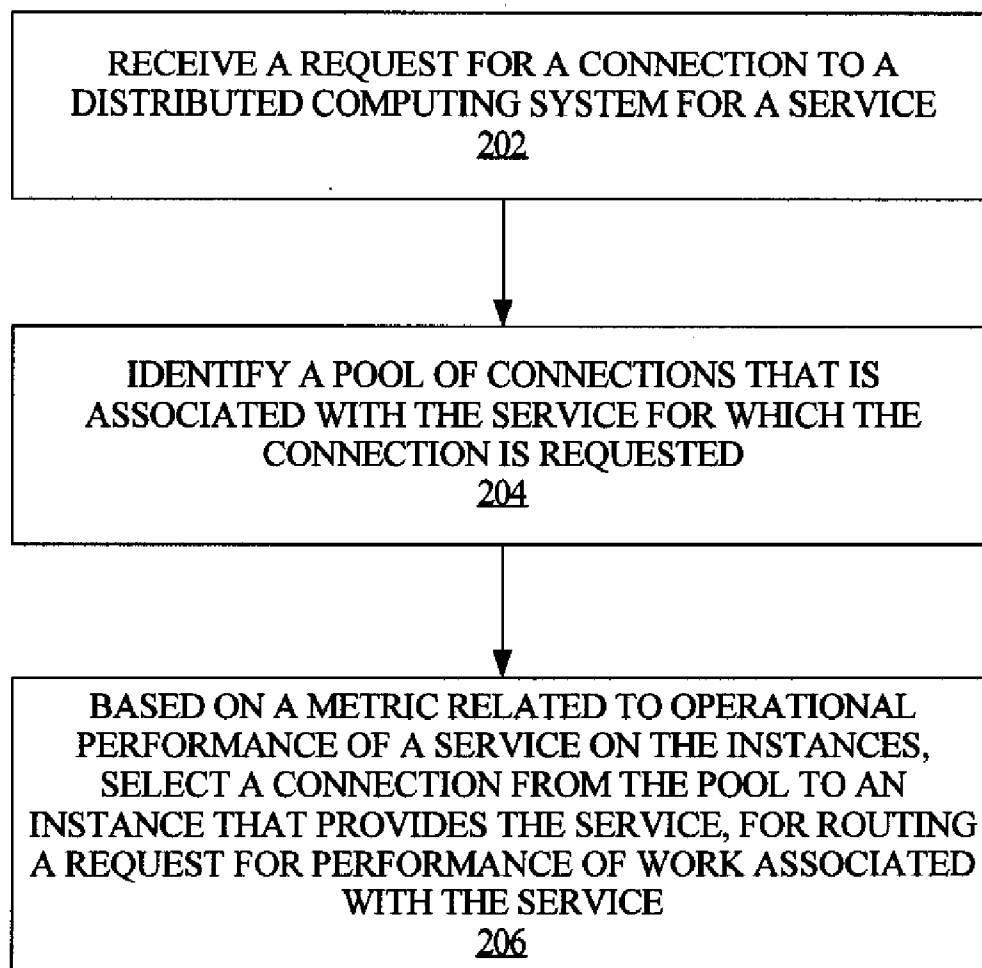 RECEIVE A REQUEST FOR A CONNECTION TO A
DISTRIBUTED COMPUTING SYSTEM FOR A SERVICE
202
IDENTIFY A POOL OF CONNECTIONS THAT IS
ASSOCIATED WITH THE SERVICE FOR WHICH THE
CONNECTION IS REQUESTED
204
BASED ON A METRIC RELATED TO OPERATIONAL
PERFORMANCE OF A SERVICE ON THE INSTANCES,
SELECT A CONNECTION FROM THE POOL TO AN
INSTANCE THAT PROVIDES THE SERVICE, FOR ROUTING
A REQUEST FOR PERFORMANCE OF WORK ASSOCIATED
WITH THE SERVICE
206